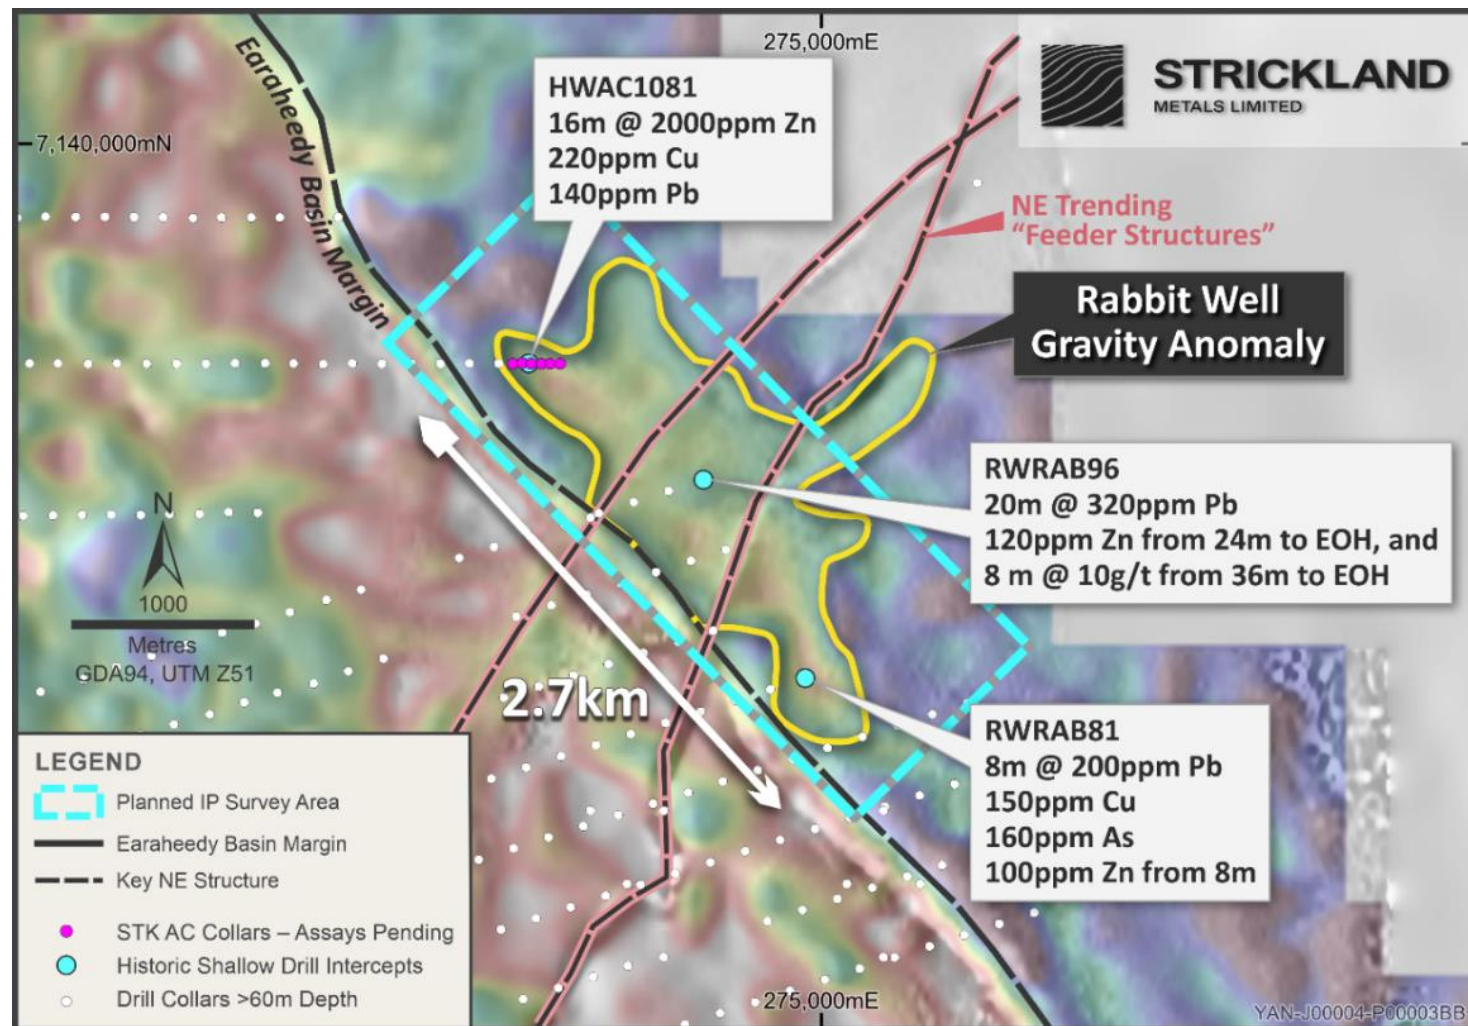 275,000mE
STRICKLAND
METALS LIMITED
Earaheedy Basin Margin
HWAC1081
16m @ 2000ppm Zn
220ppm Cu
140ppm Pb
7,140,000mN
NE Trending
“Feeder Structures”
Rabbit Well
Gravity Anomaly
RWRAB96
20m @ 320ppm Pb
120ppm Zn from 24m to EOH, and
8 m @ 10g/t from 36m to EOH
N
1000
Metres
GDA94, UTM Z51
2.7km
RWRAB81
8m @ 200ppm Pb
150ppm Cu
160ppm As
100ppm Zn from 8m
LEGEND
Planned IP Survey Area
Earaheedy Basin Margin
Key NE Structure
STK AC Collars – Assays Pending
Historic Shallow Drill Intercepts
Drill Collars >60m Depth
275,000mE
YAN-J00004-P00003BB